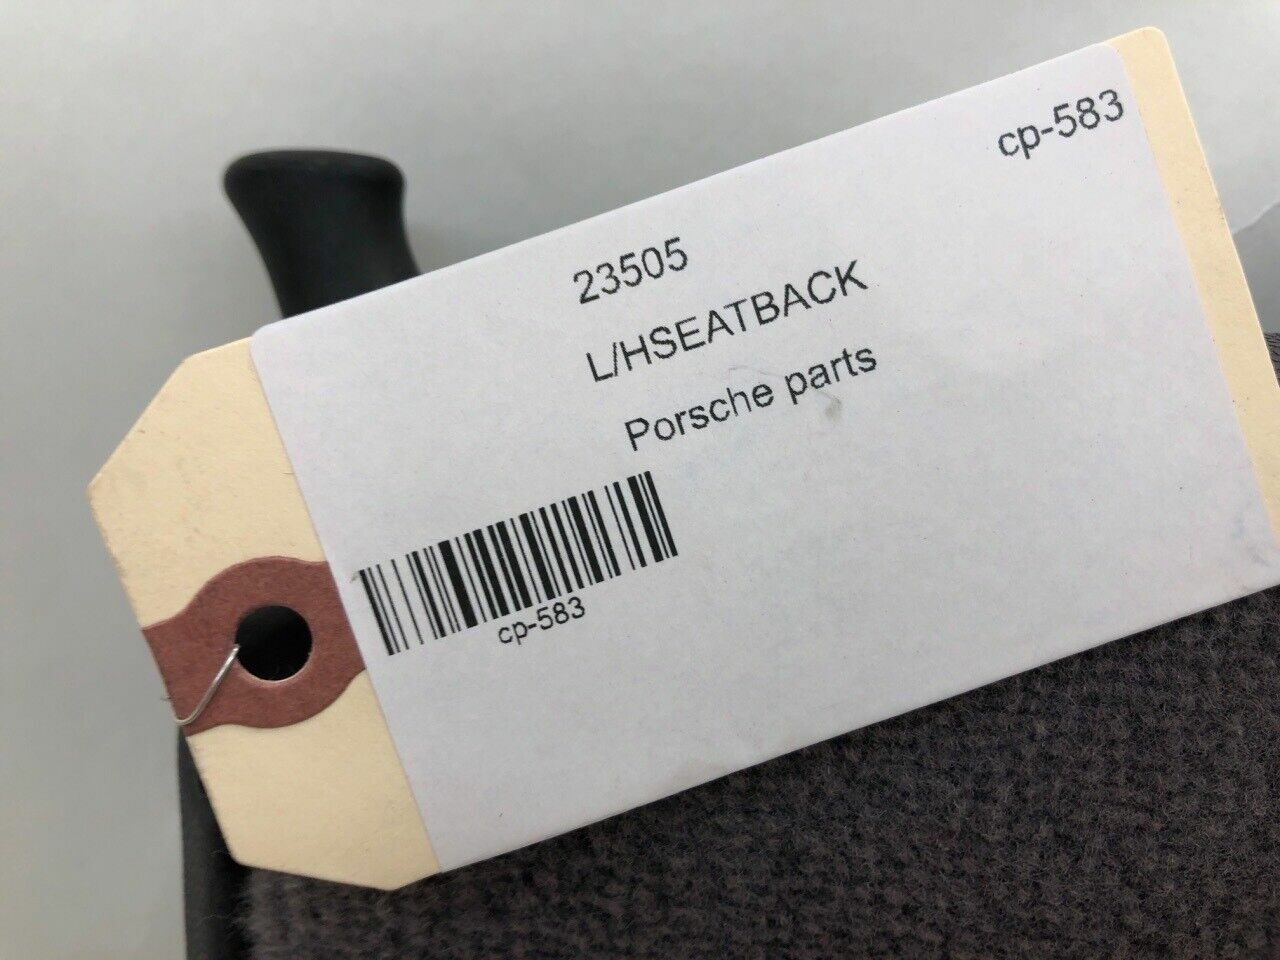 cp-583
23505
L/HSEATBACK
Porsche parts
cp-583